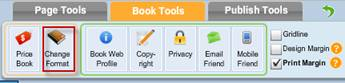 Page Tools Book Tools Publish Tools
Price Book Change Format Book Web Profile Copy- right Privacy Email Friend Mobile Friend
Gridline
Design Margin (?)
Print Margin (?)